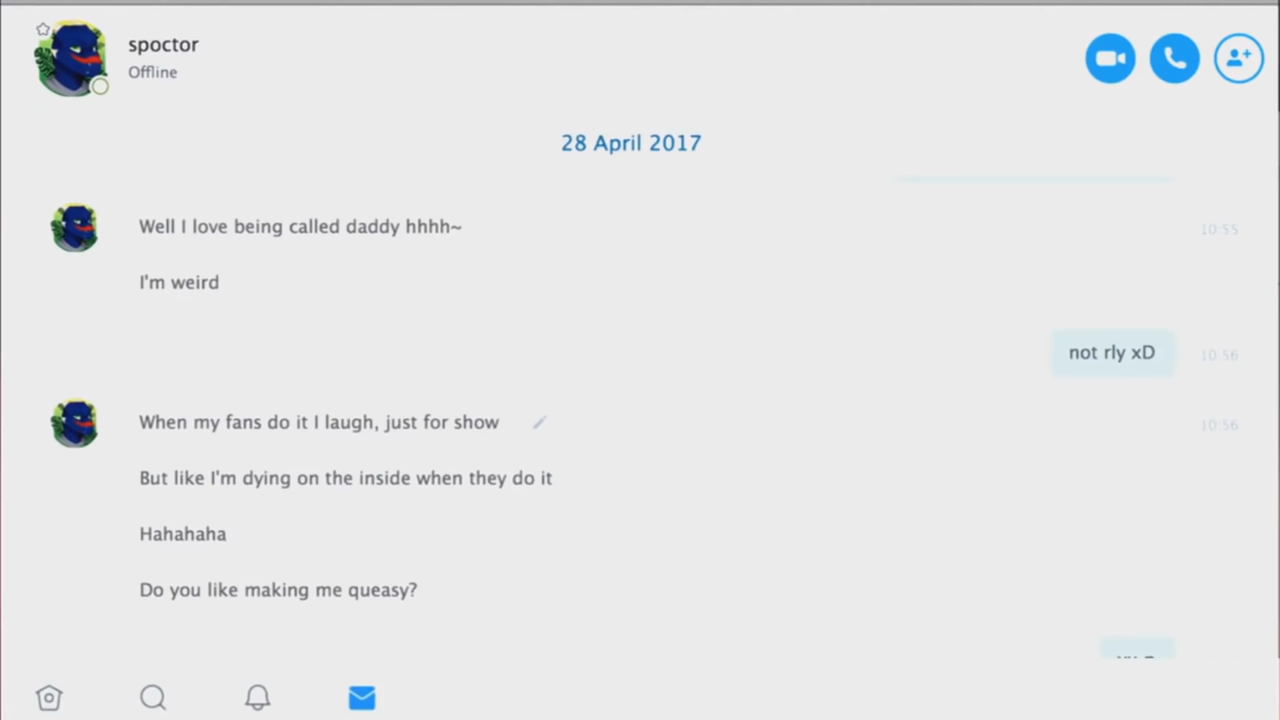 spoctor
Offline
28 April 2017
Well I love being called daddy hhhh~
10:55
I'm weird
not rly xD
10:56
When my fans do it I laugh, just for show
10:56
But like I'm dying on the inside when they do it
Hahahaha
Do you like making me queasy?